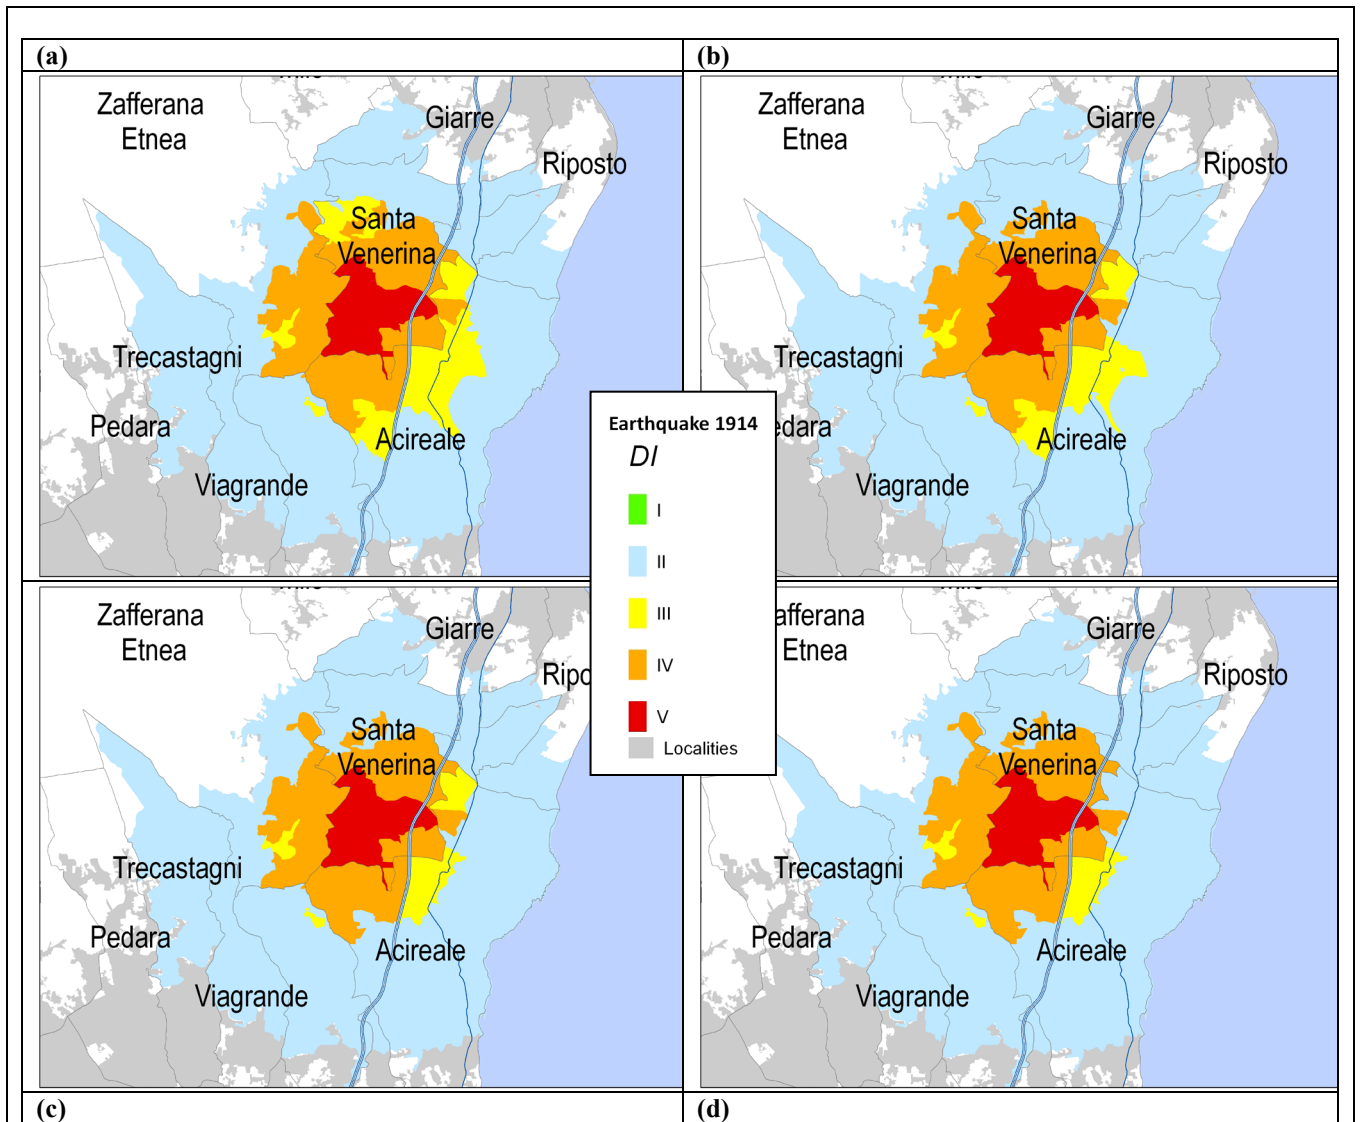 (a)
(b)
Zafferana
Etnea
Giarre
Riposto
Santa
Venerina
Trecastagni
Pedara
Acireale
Viagrande
Zafferana
Etnea
Giarre
Riposto
Santa
Venerina
Trecastagni
edara
Acireale
Viagrande
Earthquake 1914
DI
I
II
III
IV
V
Localities
Zafferana
Etnea
Giarre
Ripo
Santa
Venerina
Trecastagni
Pedara
Acireale
Viagrande
afferana
Etnea
Giarre
Riposto
Santa
Venerina
Trecastagni
Pedara
Acireale
Viagrande
(c)
(d)